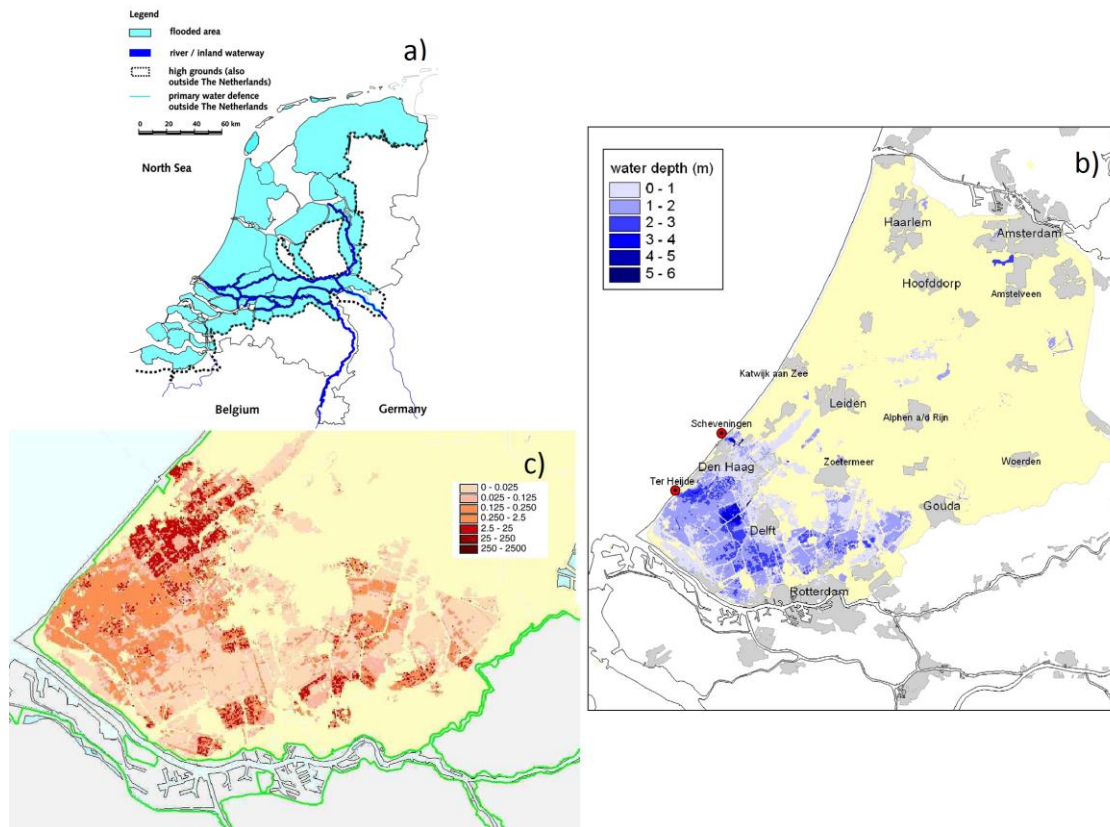 Legend
flooded area
river / inland waterway
high grounds (also
outside The Netherlands)
primary water defence
outside The Netherlands
0 20 40 60 km
a)
North Sea
Belgium
Germany
b)
water depth (m)
0 - 1
1 - 2
2 - 3
3 - 4
4 - 5
5 - 6
Haarlem
Amsterdam
Hoofddorp
Amstelveen
Katwijk aan Zee
Leiden
Alphen a/d Rijn
Scheveningen
Den Haag
Zoetermeer
Woerden
Ter Heijde
Gouda
Delft
Rotterdam
c)
0 - 0.025
0.025 - 0.125
0.125 - 0.250
0.250 - 2.5
2.5 - 25
25 - 250
250 - 2500